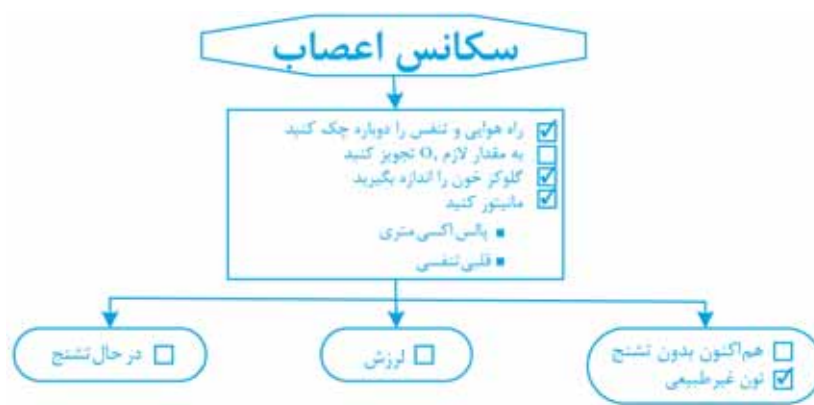 سکانس اعصاب
راه هوایی و تنفس را دوباره چک کنید
به مقدار لازم O₂ تجویز کنید
گلوکز خون را اندازه بگیرید
مانیتور کنید
پالس اکسی‌متری
قلبی تنفسی
هم‌اکنون بدون تشنج
تون غیرطبیعی
لرزش
در حال تشنج